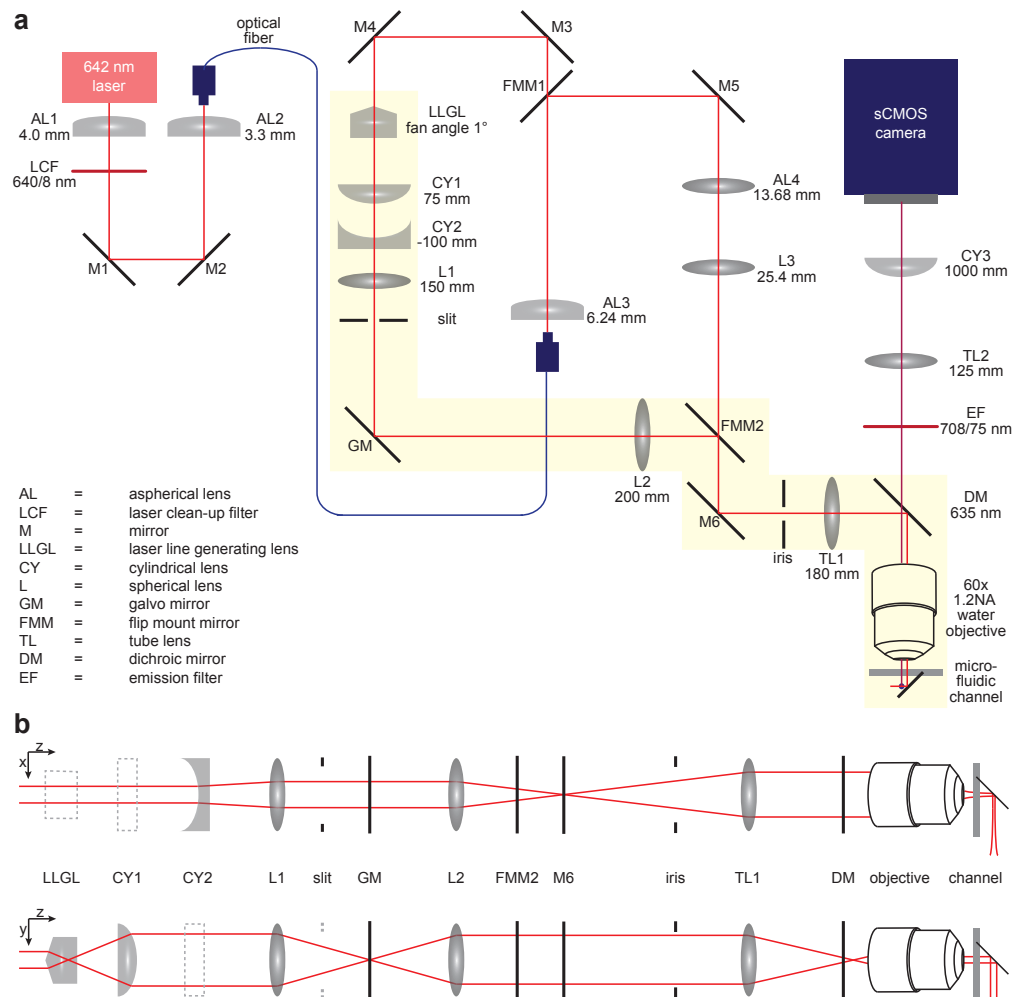 a
642 nm
laser
AL1
4.0 mm
LCF
640/8 nm
M1
M2
AL2
3.3 mm
optical
fiber
M4
M3
LLGL
fan angle 1°
CY1
75 mm
CY2
-100 mm
L1
150 mm
slit
GM
FMM1
M5
AL4
13.68 mm
L3
25.4 mm
AL3
6.24 mm
FMM2
L2
200 mm
M6
iris
TL1
180 mm
sCMOS
camera
CY3
1000 mm
TL2
125 mm
EF
708/75 nm
DM
635 nm
60x
1.2NA
water
objective
micro-
fluidic
channel
AL = aspherical lens
LCF = laser clean-up filter
M = mirror
LLGL = laser line generating lens
CY = cylindrical lens
L = spherical lens
GM = galvo mirror
FMM = flip mount mirror
TL = tube lens
DM = dichroic mirror
EF = emission filter
b
z
x
LLGL CY1 CY2 L1 slit GM L2 FMM2 M6 iris TL1 DM objective channel
z
y